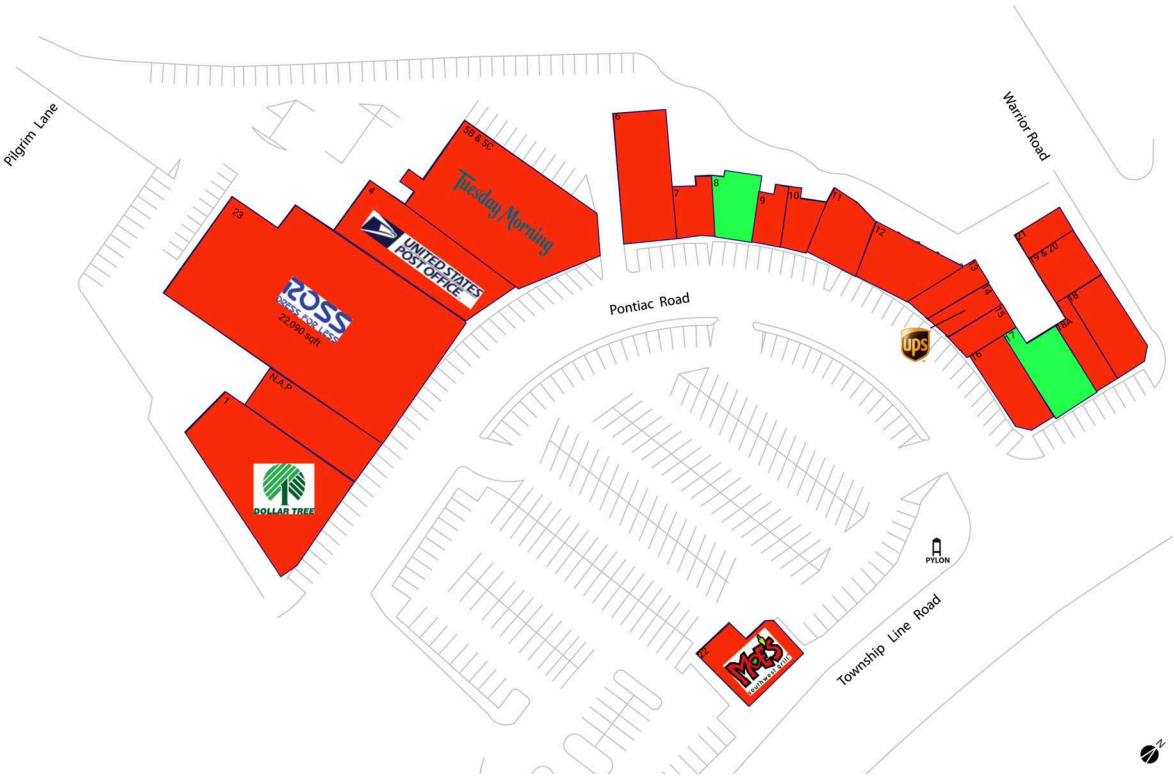 Pilgrim Lane
Warrior Road
5B & 5C
Tuesday Morning
4
UNITED STATES
POST OFFICE
23
ROSS
DRESS FOR LESS
22,090 sqft
N.A.P
1
DOLLAR TREE
6
7
8
9
10
11
12
13
14
15
16
17
18A
18
19 & 20
21
Pontiac Road
ups
PYLON
Township Line Road
22
MOE'S
southwest grill
N